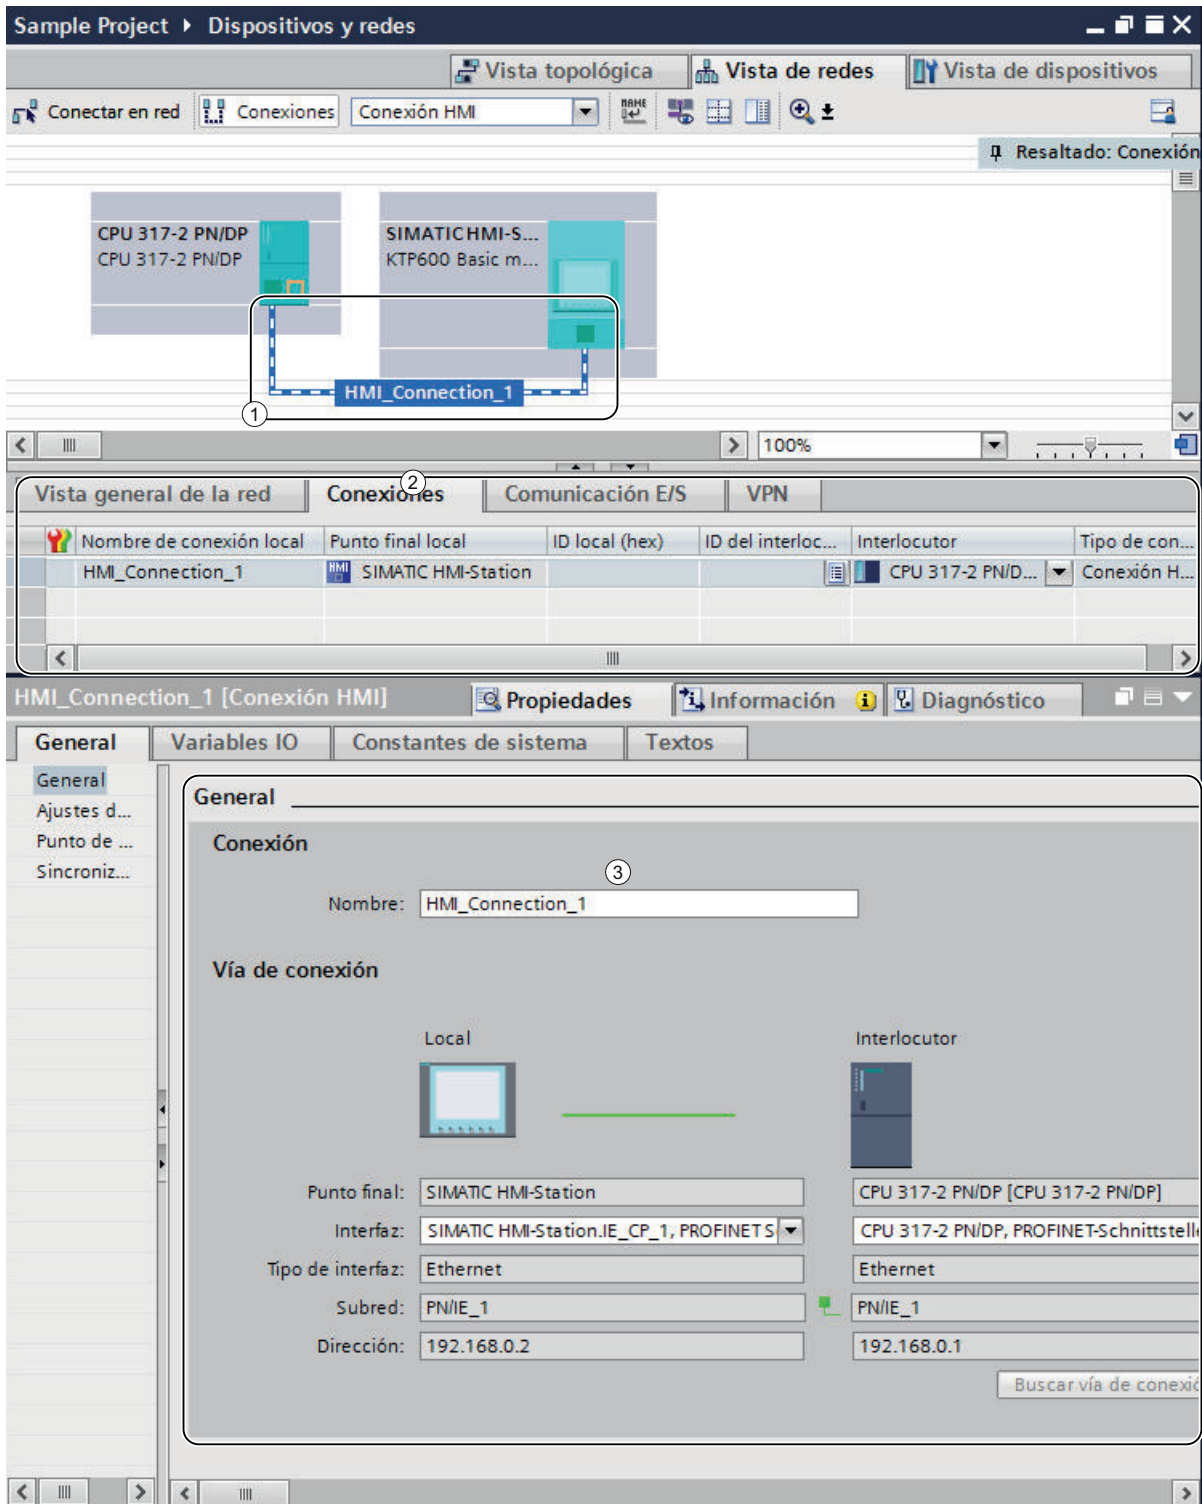 Sample Project ▸ Dispositivos y redes
Vista topológica Vista de redes Vista de dispositivos
Conectar en red Conexiones Conexión HMI
Resaltado: Conexión
CPU 317-2 PN/DP
CPU 317-2 PN/DP
SIMATIC HMI-S...
KTP600 Basic m...
HMI_Connection_1
1
100%
2
Vista general de la red Conexiones Comunicación E/S VPN
Nombre de conexión local Punto final local ID local (hex) ID del interloc... Interlocutor Tipo de con...
HMI_Connection_1 SIMATIC HMI-Station CPU 317-2 PN/D... Conexión H...
HMI_Connection_1 [Conexión HMI] Propiedades Información Diagnóstico
General Variables IO Constantes de sistema Textos
General
Ajustes d...
Punto de ...
Sincroniz...
General
Conexión
3
Nombre: HMI_Connection_1
Vía de conexión
Local Interlocutor
Punto final: SIMATIC HMI-Station CPU 317-2 PN/DP [CPU 317-2 PN/DP]
Interfaz: SIMATIC HMI-Station.IE_CP_1, PROFINET S CPU 317-2 PN/DP, PROFINET-Schnittstell
Tipo de interfaz: Ethernet Ethernet
Subred: PN/IE_1 PN/IE_1
Dirección: 192.168.0.2 192.168.0.1
Buscar vía de conexió